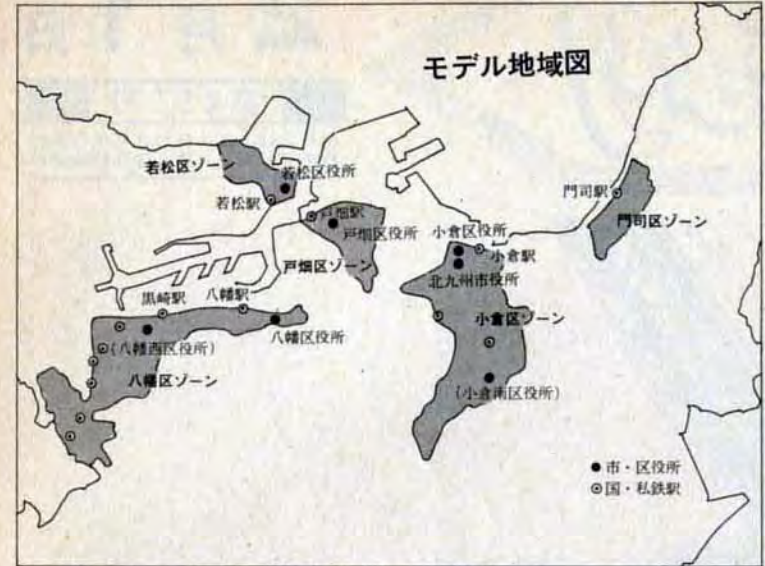 モデル地域図
若松区ゾーン
若松区役所
若松駅
戸畑駅
戸畑区役所
戸畑区ゾーン
門司駅
門司区ゾーン
小倉区役所
小倉駅
北九州市役所
小倉区ゾーン
(小倉南区役所)
黒崎駅
八幡駅
八幡区役所
(八幡西区役所)
八幡区ゾーン
●市・区役所
◉国・私鉄駅